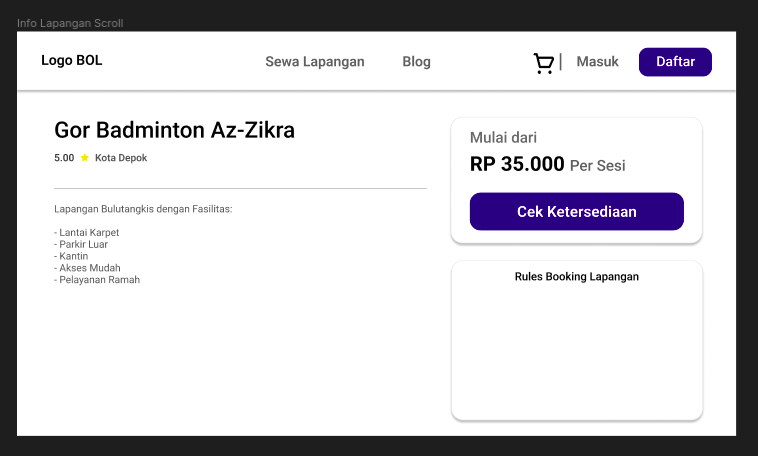 Info Lapangan Scroll
Logo BOL
Sewa Lapangan
Blog
Masuk
Daftar
Gor Badminton Az-Zikra
5.00 ★ Kota Depok
Lapangan Bulutangkis dengan Fasilitas:
- Lantai Karpet
- Parkir Luar
- Kantin
- Akses Mudah
- Pelayanan Ramah
Mulai dari
RP 35.000 Per Sesi
Cek Ketersediaan
Rules Booking Lapangan